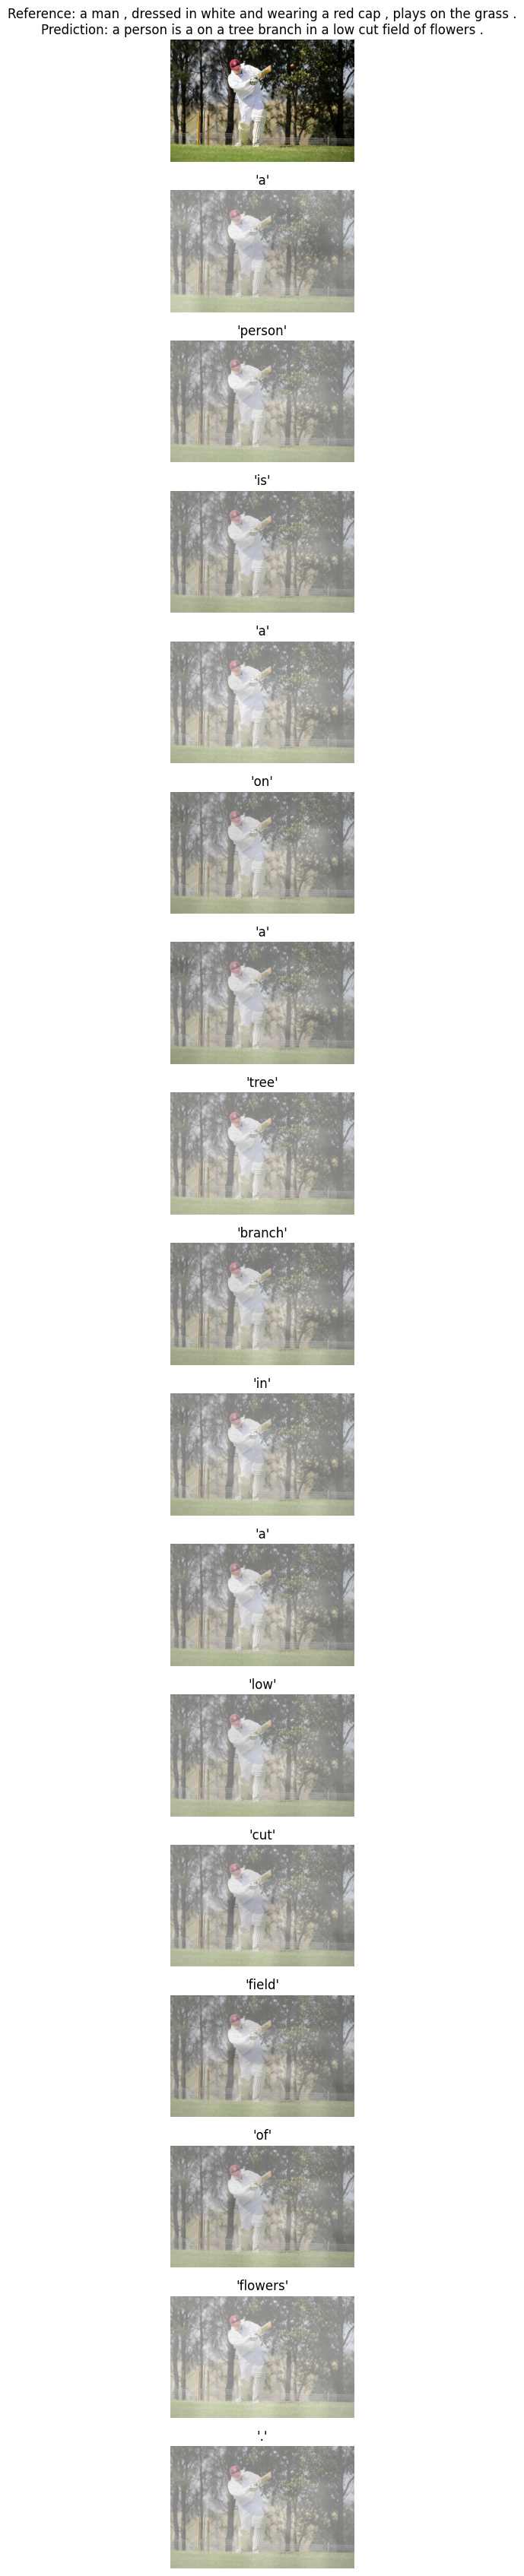 Reference: a man , dressed in white and wearing a red cap , plays on the grass .
Prediction: a person is a on a tree branch in a low cut field of flowers .
'a'
'person'
'is'
'a'
'on'
'a'
'tree'
'branch'
'in'
'a'
'low'
'cut'
'field'
'of'
'flowers'
'.'